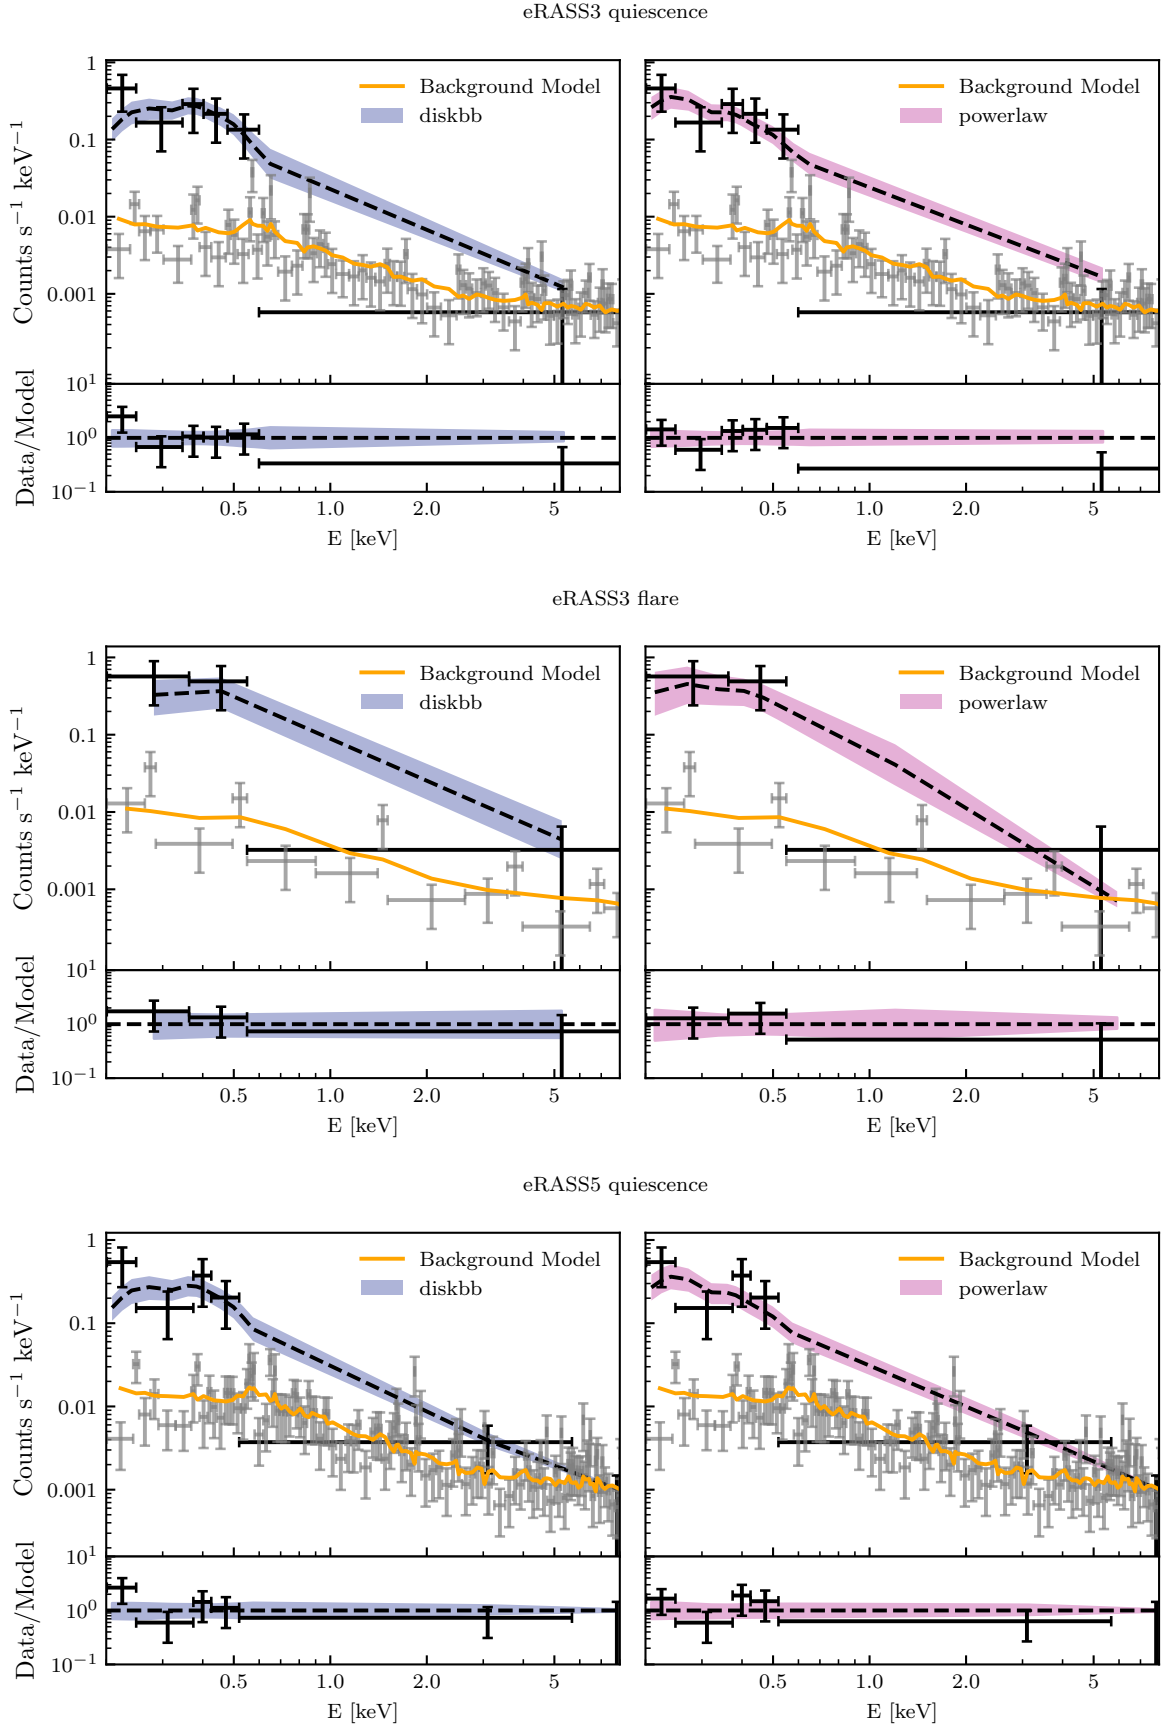 eRASS3 quiescence
Counts s⁻¹ keV⁻¹
1
0.1
0.01
0.001
Background Model
diskbb
Background Model
powerlaw
Data/Model
10¹
10⁰
10⁻¹
0.5 1.0 2.0 5
E [keV]
0.5 1.0 2.0 5
E [keV]
eRASS3 flare
Counts s⁻¹ keV⁻¹
1
0.1
0.01
0.001
Background Model
diskbb
Background Model
powerlaw
Data/Model
10¹
10⁰
10⁻¹
0.5 1.0 2.0 5
E [keV]
0.5 1.0 2.0 5
E [keV]
eRASS5 quiescence
Counts s⁻¹ keV⁻¹
1
0.1
0.01
0.001
Background Model
diskbb
Background Model
powerlaw
Data/Model
10¹
10⁰
10⁻¹
0.5 1.0 2.0 5
E [keV]
0.5 1.0 2.0 5
E [keV]